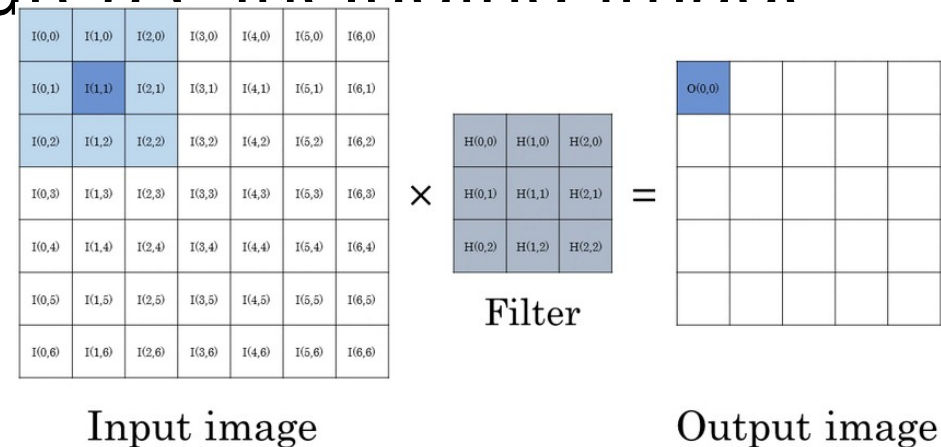 I(0,0) I(1,0) I(2,0) I(3,0) I(4,0) I(5,0) I(6,0)
I(0,1) I(1,1) I(2,1) I(3,1) I(4,1) I(5,1) I(6,1)
O(0,0)
I(0,2) I(1,2) I(2,2) I(3,2) I(4,2) I(5,2) I(6,2)
H(0,0) H(1,0) H(2,0)
I(0,3) I(1,3) I(2,3) I(3,3) I(4,3) I(5,3) I(6,3)
× H(0,1) H(1,1) H(2,1) =
I(0,4) I(1,4) I(2,4) I(3,4) I(4,4) I(5,4) I(6,4)
H(0,2) H(1,2) H(2,2)
I(0,5) I(1,5) I(2,5) I(3,5) I(4,5) I(5,5) I(6,5)
Filter
I(0,6) I(1,6) I(2,6) I(3,6) I(4,6) I(5,6) I(6,6)
Input image
Output image